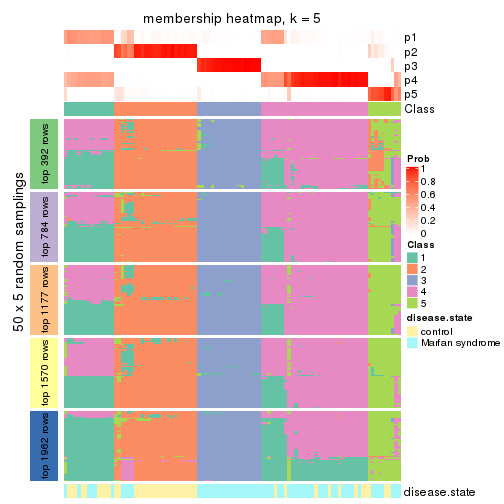 membership heatmap, k = 5
p1
p2
p3
p4
p5
Class
50 x 5 random samplings
top 392 rows
top 784 rows
top 1177 rows
top 1570 rows
top 1962 rows
disease.state
Prob
1
0.8
0.6
0.4
0.2
0
Class
1
2
3
4
5
disease.state
control
Marfan syndrome